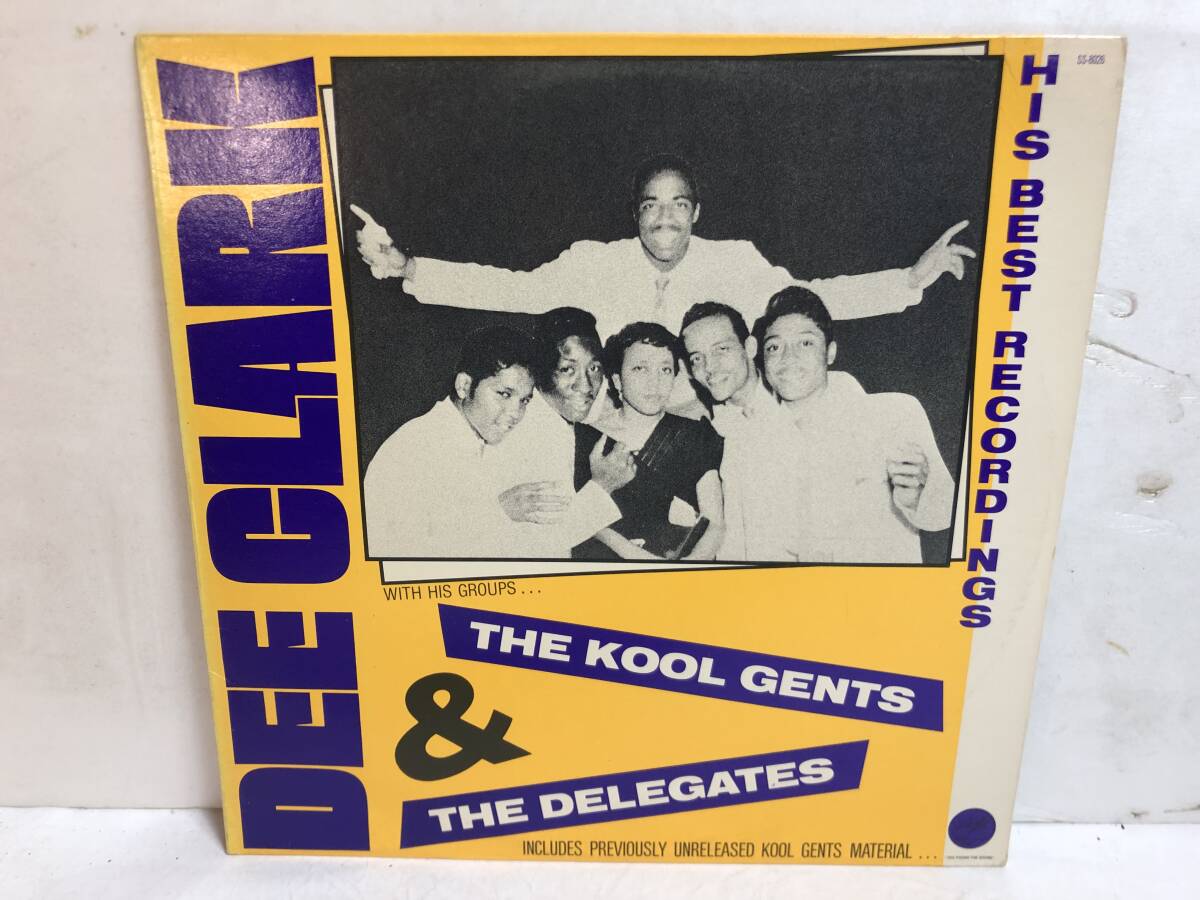 DEE CLARK
SS-8026
HIS BEST RECORDINGS
WITH HIS GROUPS...
THE KOOL GENTS
&
THE DELEGATES
INCLUDES PREVIOUSLY UNRELEASED KOOL GENTS MATERIAL...